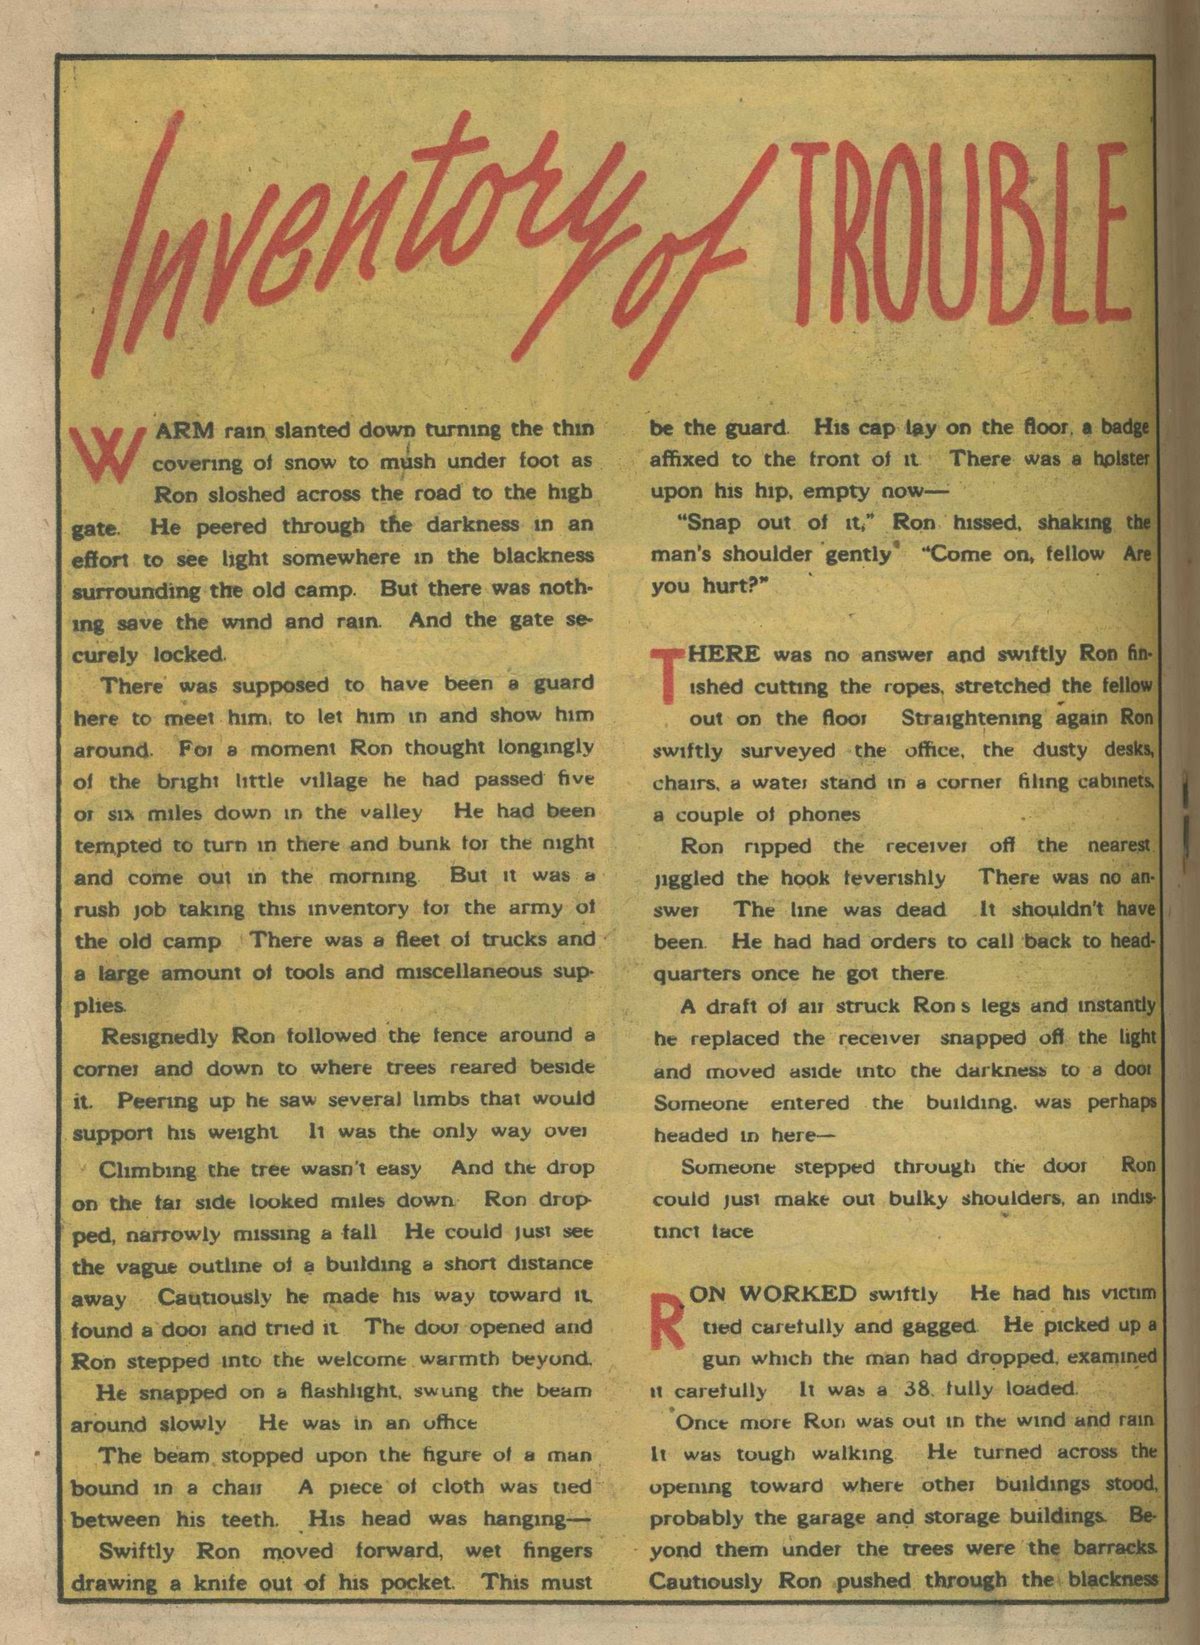 Inventory of TROUBLE
WARM rain slanted down turning the thin
covering of snow to mush under foot as
Ron sloshed across the road to the high
gate. He peered through the darkness in an
effort to see light somewhere in the blackness
surrounding the old camp. But there was noth-
ing save the wind and rain. And the gate se-
curely locked.
There was supposed to have been a guard
here to meet him, to let him in and show him
around. For a moment Ron thought longingly
of the bright little village he had passed five
or six miles down in the valley He had been
tempted to turn in there and bunk for the night
and come out in the morning. But it was a
rush job taking this inventory for the army of
the old camp There was a fleet of trucks and
a large amount of tools and miscellaneous sup-
plies.
Resignedly Ron followed the fence around a
corner and down to where trees reared beside
it. Peering up he saw several limbs that would
support his weight It was the only way over
Climbing the tree wasn't easy And the drop
on the far side looked miles down Ron drop-
ped, narrowly missing a fall He could just see
the vague outline of a building a short distance
away Cautiously he made his way toward it,
found a door and tried it The door opened and
Ron stepped into the welcome warmth beyond.
He snapped on a flashlight, swung the beam
around slowly He was in an office
The beam stopped upon the figure of a man
bound in a chair A piece of cloth was tied
between his teeth. His head was hanging—
Swiftly Ron moved forward, wet fingers
drawing a knife out of his pocket. This must
be the guard. His cap lay on the floor, a badge
affixed to the front of it There was a holster
upon his hip, empty now—
"Snap out of it," Ron hissed, shaking the
man's shoulder gently "Come on, fellow Are
you hurt?"
THERE was no answer and swiftly Ron fin-
ished cutting the ropes, stretched the fellow
out on the floor Straightening again Ron
swiftly surveyed the office, the dusty desks,
chairs, a water stand in a corner filing cabinets,
a couple of phones
Ron ripped the receiver off the nearest
jiggled the hook feverishly There was no an-
swer The line was dead It shouldn't have
been. He had had orders to call back to head-
quarters once he got there.
A draft of air struck Ron s legs and instantly
he replaced the receiver snapped off the light
and moved aside into the darkness to a door
Someone entered the building, was perhaps
headed in here—
Someone stepped through the door Ron
could just make out bulky shoulders, an indis-
tinct face
RON WORKED swiftly He had his victim
tied carefully and gagged. He picked up a
gun which the man had dropped, examined
it carefully It was a 38, fully loaded.
Once more Ron was out in the wind and rain
It was tough walking. He turned across the
opening toward where other buildings stood,
probably the garage and storage buildings. Be-
yond them under the trees were the barracks.
Cautiously Ron pushed through the blackness